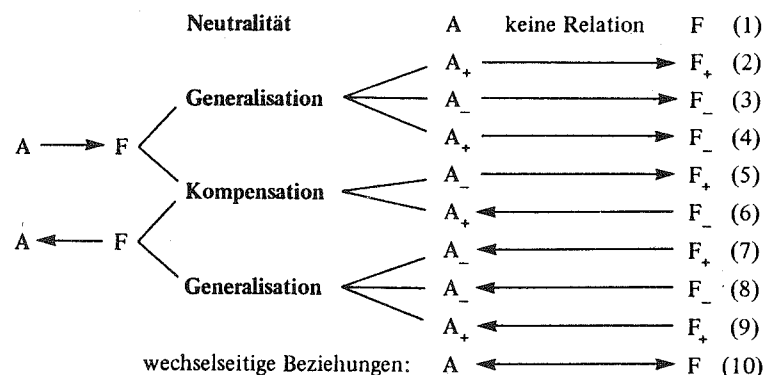 Neutralität A keine Relation F (1)
A₊ F₊ (2)
Generalisation A₋ F₋ (3)
A₊ F₋ (4)
A F
Kompensation A₋ F₊ (5)
A₊ F₋ (6)
A F
A₋ F₊ (7)
Generalisation A₋ F₋ (8)
A₊ F₊ (9)
wechselseitige Beziehungen: A F (10)